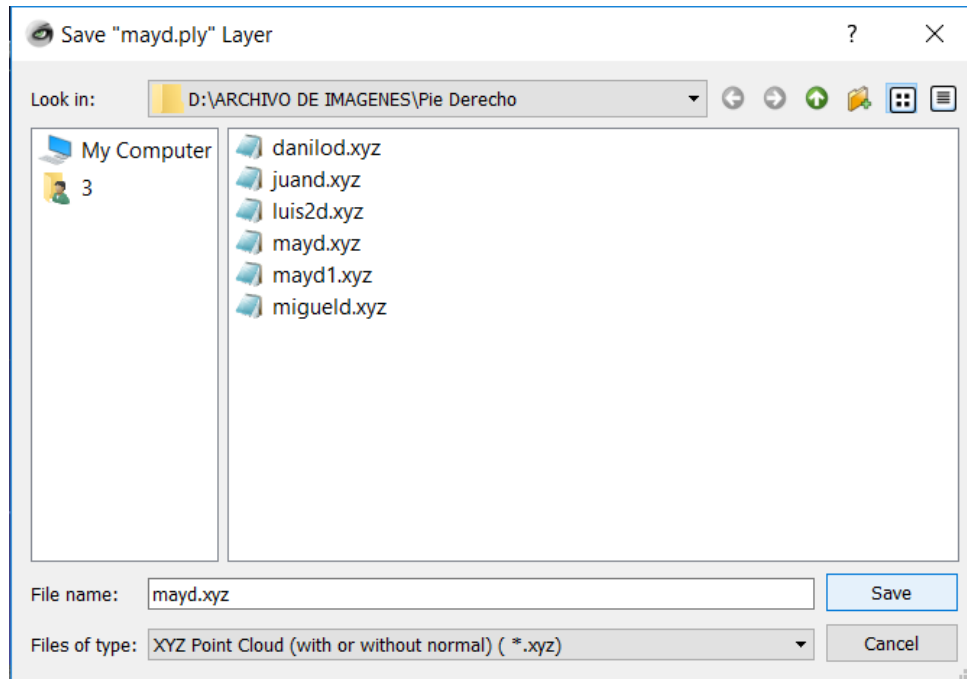 Save "mayd.ply" Layer
?
Look in:
D:\ARCHIVO DE IMAGENES\Pie Derecho
My Computer
3
danilod.xyz
juand.xyz
luis2d.xyz
mayd.xyz
mayd1.xyz
migueld.xyz
File name: mayd.xyz Save
Files of type: XYZ Point Cloud (with or without normal) ( *.xyz) Cancel